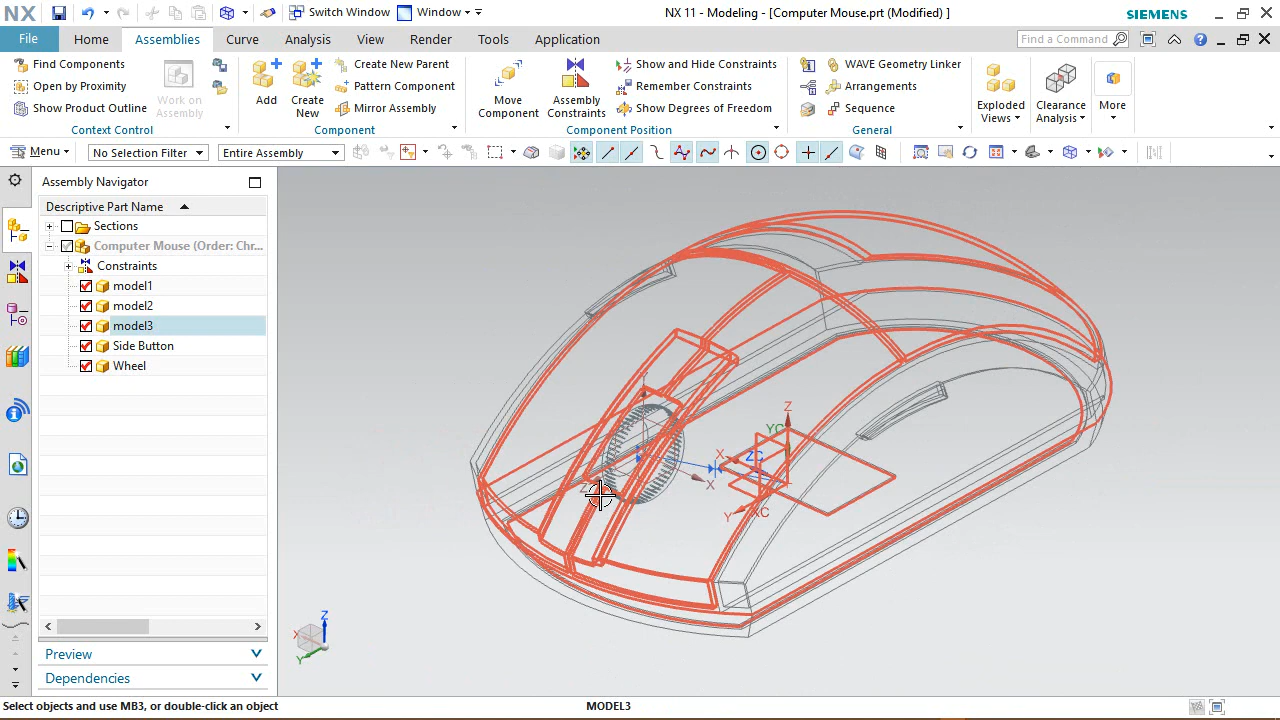 NX
Switch Window
Window
NX 11 - Modeling - [Computer Mouse.prt (Modified) ]
SIEMENS
File
Home
Assemblies
Curve
Analysis
View
Render
Tools
Application
Find a Command
Find Components
Open by Proximity
Show Product Outline
Work on
Assembly
Context Control
Add
Create
New
Create New Parent
Pattern Component
Mirror Assembly
Component
Move
Component
Assembly
Constraints
Show and Hide Constraints
Remember Constraints
Show Degrees of Freedom
Component Position
WAVE Geometry Linker
Arrangements
Sequence
General
Exploded
Views
Clearance
Analysis
More
Menu
No Selection Filter
Entire Assembly
Assembly Navigator
Descriptive Part Name
Sections
Computer Mouse (Order: Chr...
Constraints
model1
model2
model3
Side Button
Wheel
Preview
Dependencies
Z
YC
X
ZC
X
Y
XC
Z
Y
Z
X
Y
Select objects and use MB3, or double-click an object
MODEL3